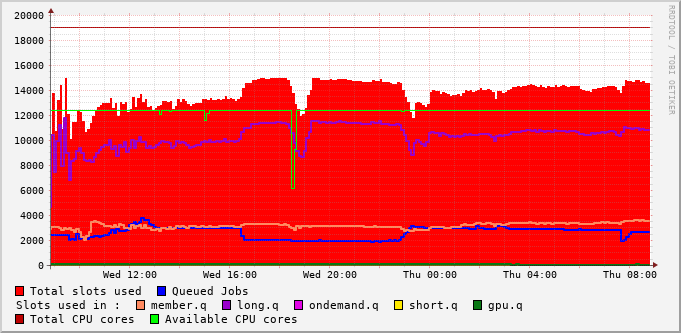 20000
18000
16000
14000
12000
10000
8000
6000
4000
2000
0
Wed 12:00 Wed 16:00 Wed 20:00 Thu 00:00 Thu 04:00 Thu 08:00
Total slots used Queued Jobs
Slots used in : member.q long.q ondemand.q short.q gpu.q
Total CPU cores Available CPU cores
RRDTOOL / TOBI OETIKER